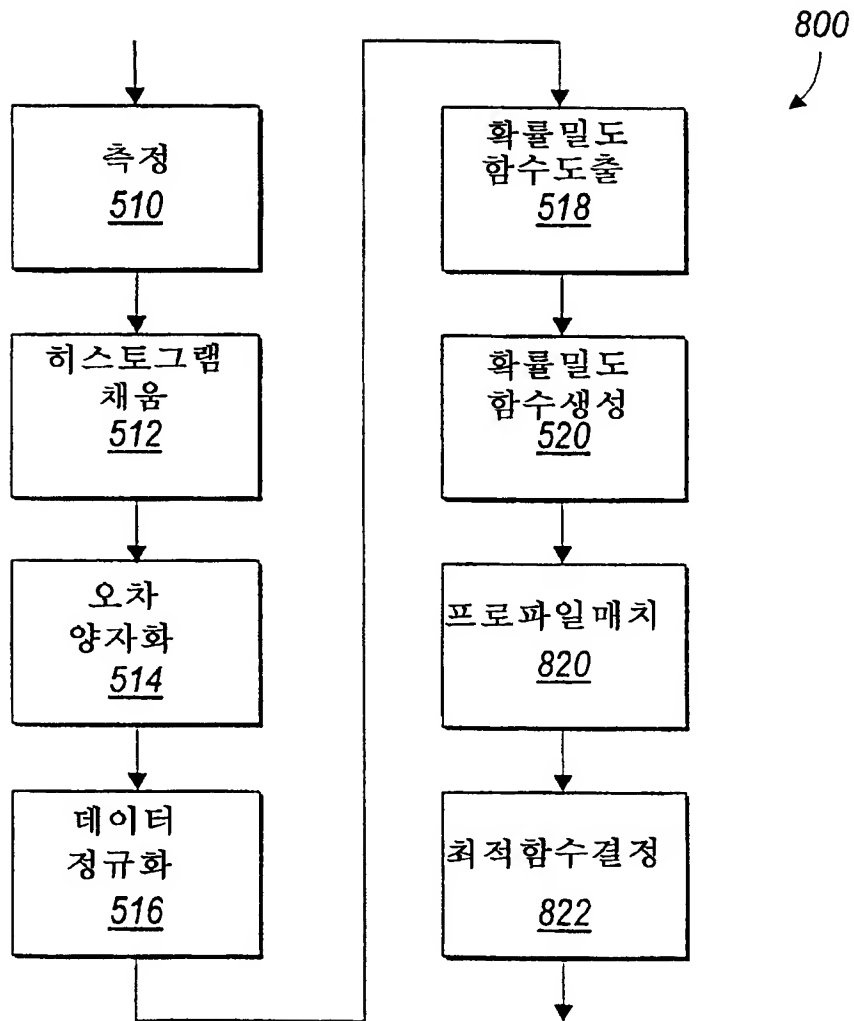 800
측정
510
히스토그램
채움
512
오차
양자화
514
데이터
정규화
516
확률밀도
함수도출
518
확률밀도
함수생성
520
프로파일매치
820
최적함수결정
822